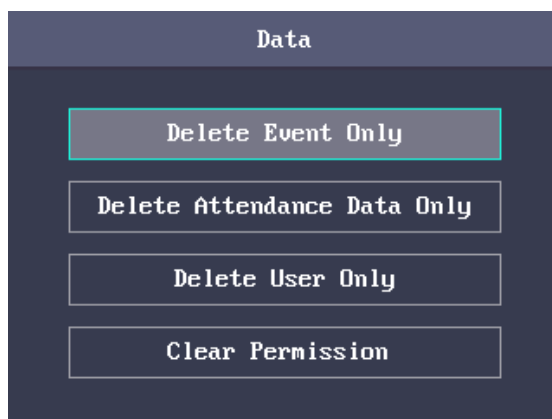 Data
Delete Event Only
Delete Attendance Data Only
Delete User Only
Clear Permission